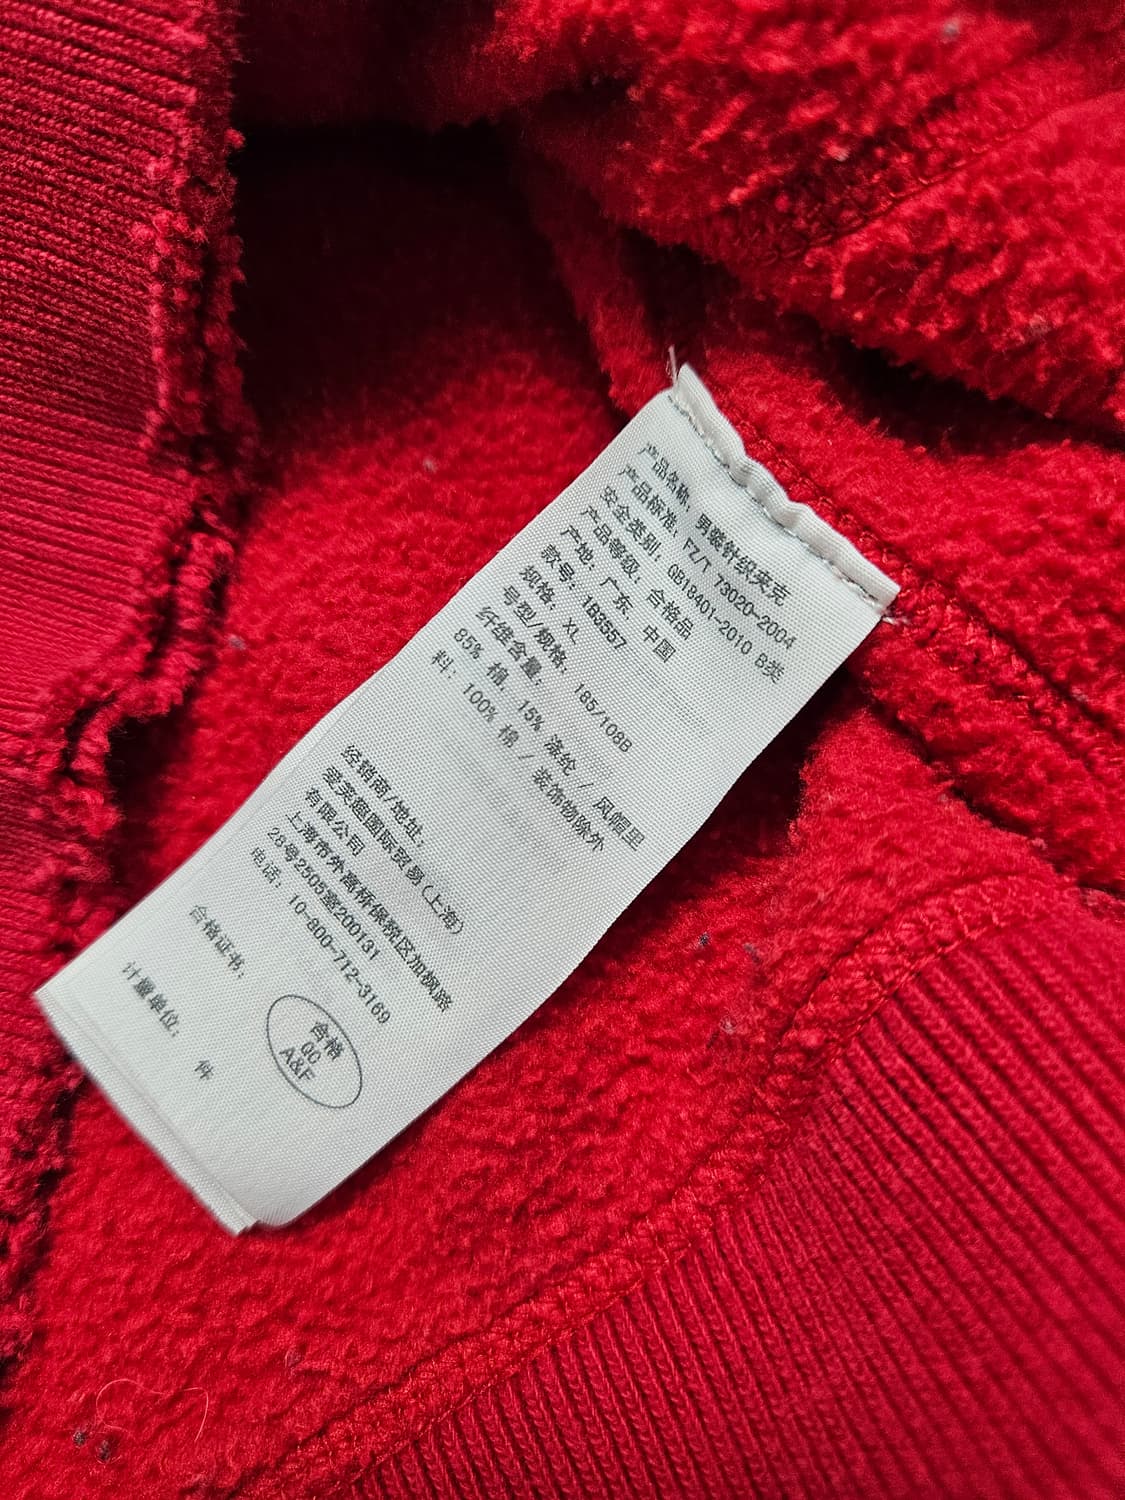 产品名称: 男装针织夹克
产品标准: FZ/T 73020-2004
安全类别: GB18401-2010 B类
产品等级: 合格品
产地: 广东, 中国
款号: 1B3557
规格: XL
号型/规格: 185/108B
纤维含量:
85% 棉, 15% 涤纶 / 风帽里
料: 100% 棉 / 装饰物除外
经销商/地址:
爱芙趣国际贸易(上海)
有限公司
上海市外高桥保税区加枫路
28号2505室200131
电话: 10-800-712-3169
合格证书:
合格
QC
A&F
计量单位: 件